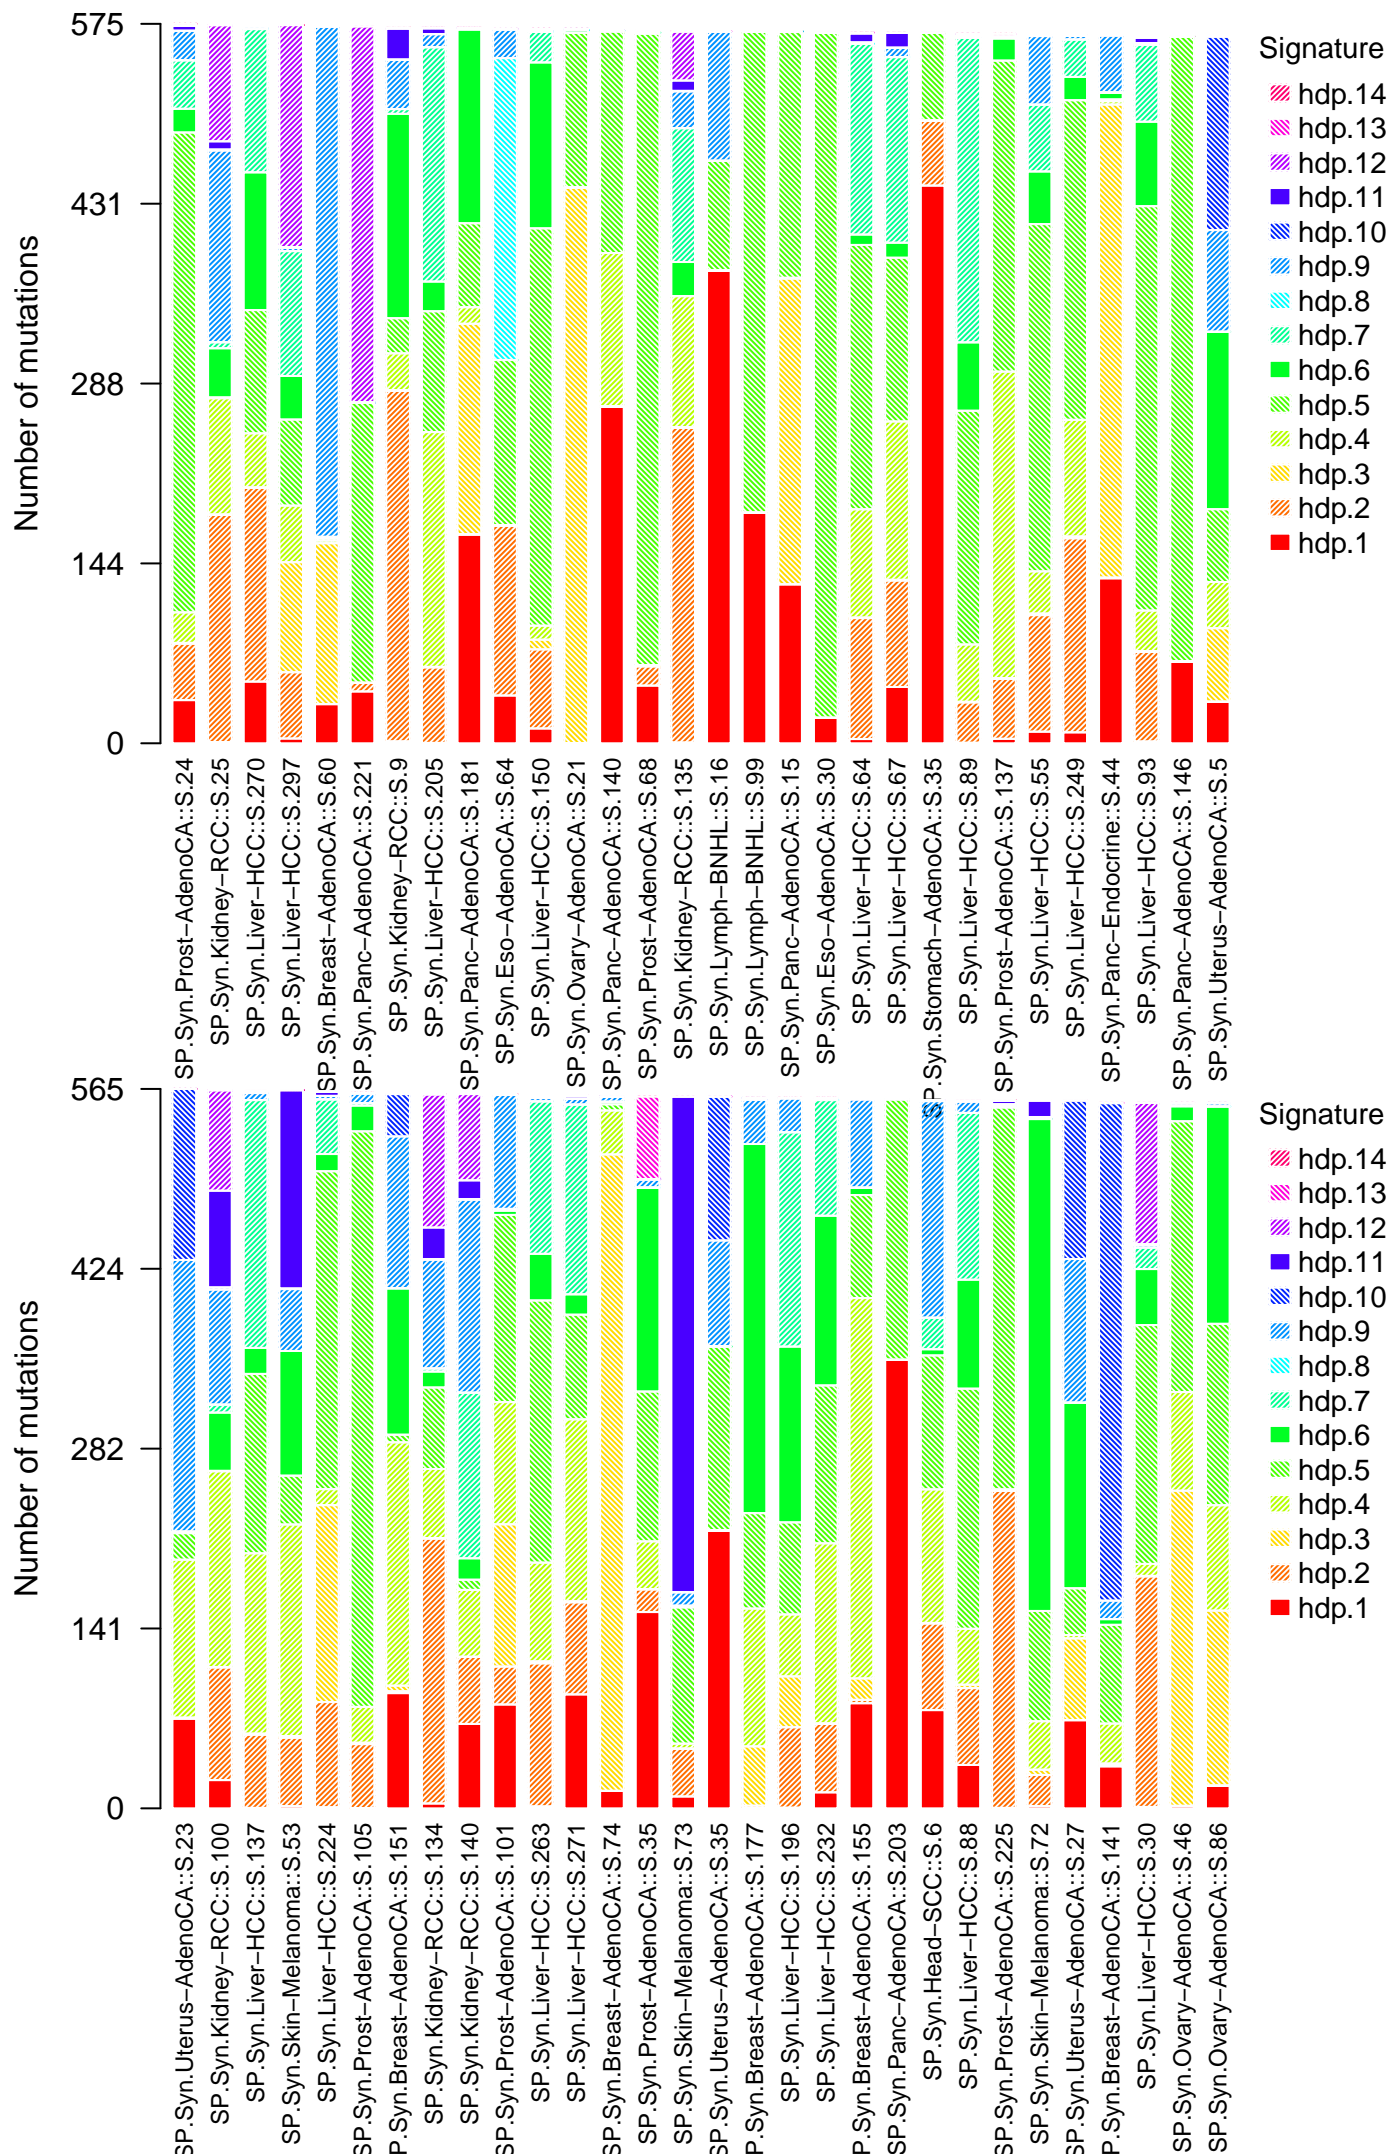 Number of mutations
575
431
288
144
0
SP.Syn.Prost−AdenoCA::S.24
SP.Syn.Kidney−RCC::S.25
SP.Syn.Liver−HCC::S.270
SP.Syn.Liver−HCC::S.297
SP.Syn.Breast−AdenoCA::S.60
SP.Syn.Panc−AdenoCA::S.221
SP.Syn.Kidney−RCC::S.9
SP.Syn.Liver−HCC::S.205
SP.Syn.Panc−AdenoCA::S.181
SP.Syn.Eso−AdenoCA::S.64
SP.Syn.Liver−HCC::S.150
SP.Syn.Ovary−AdenoCA::S.21
SP.Syn.Panc−AdenoCA::S.140
SP.Syn.Prost−AdenoCA::S.68
SP.Syn.Kidney−RCC::S.135
SP.Syn.Lymph−BNHL::S.16
SP.Syn.Lymph−BNHL::S.99
SP.Syn.Panc−AdenoCA::S.15
SP.Syn.Eso−AdenoCA::S.30
SP.Syn.Liver−HCC::S.64
SP.Syn.Liver−HCC::S.67
SP.Syn.Stomach−AdenoCA::S.35
SP.Syn.Liver−HCC::S.89
SP.Syn.Prost−AdenoCA::S.137
SP.Syn.Liver−HCC::S.55
SP.Syn.Liver−HCC::S.249
SP.Syn.Panc−Endocrine::S.44
SP.Syn.Liver−HCC::S.93
SP.Syn.Panc−AdenoCA::S.146
SP.Syn.Uterus−AdenoCA::S.5
Signature
hdp.14
hdp.13
hdp.12
hdp.11
hdp.10
hdp.9
hdp.8
hdp.7
hdp.6
hdp.5
hdp.4
hdp.3
hdp.2
hdp.1
Number of mutations
565
424
282
141
0
SP.Syn.Uterus−AdenoCA::S.23
SP.Syn.Kidney−RCC::S.100
SP.Syn.Liver−HCC::S.137
SP.Syn.Skin−Melanoma::S.53
SP.Syn.Liver−HCC::S.224
SP.Syn.Prost−AdenoCA::S.105
SP.Syn.Breast−AdenoCA::S.151
SP.Syn.Kidney−RCC::S.134
SP.Syn.Kidney−RCC::S.140
SP.Syn.Prost−AdenoCA::S.101
SP.Syn.Liver−HCC::S.263
SP.Syn.Liver−HCC::S.271
SP.Syn.Breast−AdenoCA::S.74
SP.Syn.Prost−AdenoCA::S.35
SP.Syn.Skin−Melanoma::S.73
SP.Syn.Uterus−AdenoCA::S.35
SP.Syn.Breast−AdenoCA::S.177
SP.Syn.Liver−HCC::S.196
SP.Syn.Liver−HCC::S.232
SP.Syn.Breast−AdenoCA::S.155
SP.Syn.Panc−AdenoCA::S.203
SP.Syn.Head−SCC::S.6
SP.Syn.Liver−HCC::S.88
SP.Syn.Prost−AdenoCA::S.225
SP.Syn.Skin−Melanoma::S.72
SP.Syn.Uterus−AdenoCA::S.27
SP.Syn.Breast−AdenoCA::S.141
SP.Syn.Liver−HCC::S.30
SP.Syn.Ovary−AdenoCA::S.46
SP.Syn.Ovary−AdenoCA::S.86
Signature
hdp.14
hdp.13
hdp.12
hdp.11
hdp.10
hdp.9
hdp.8
hdp.7
hdp.6
hdp.5
hdp.4
hdp.3
hdp.2
hdp.1